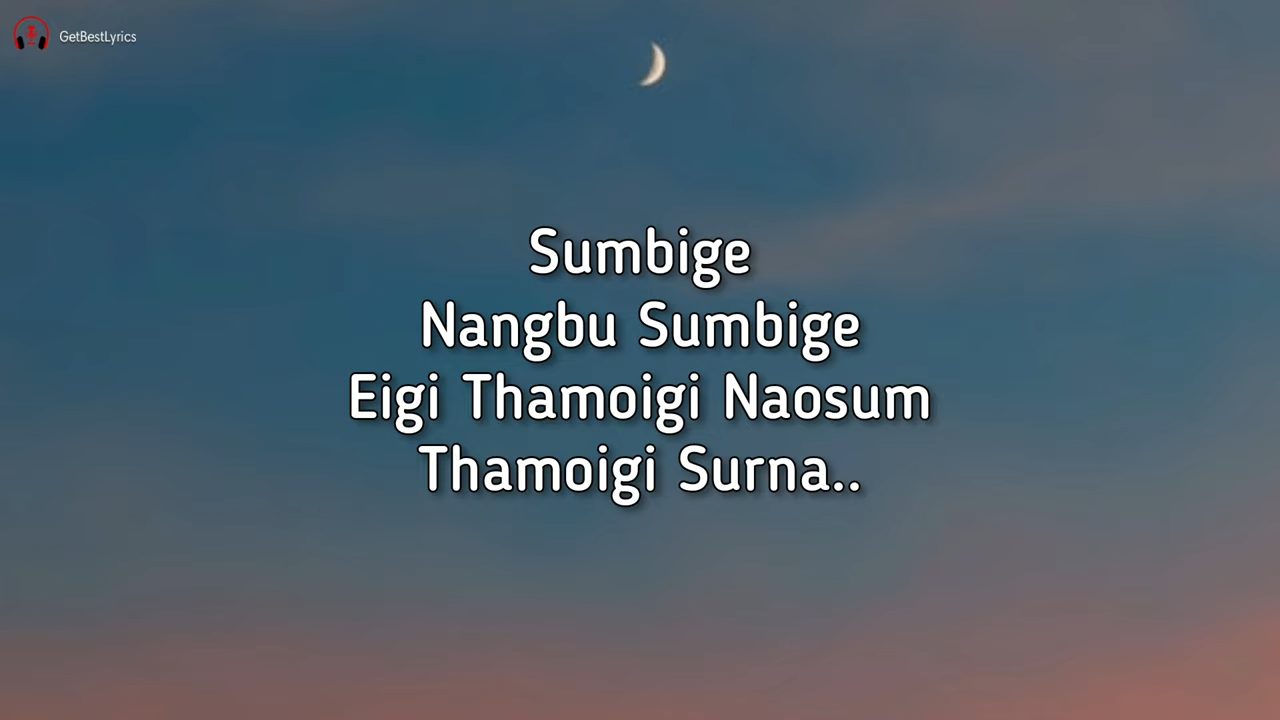 GetBestLyrics
Sumbige
Nangbu Sumbige
Eigi Thamoigi Naosum
Thamoigi Surna..